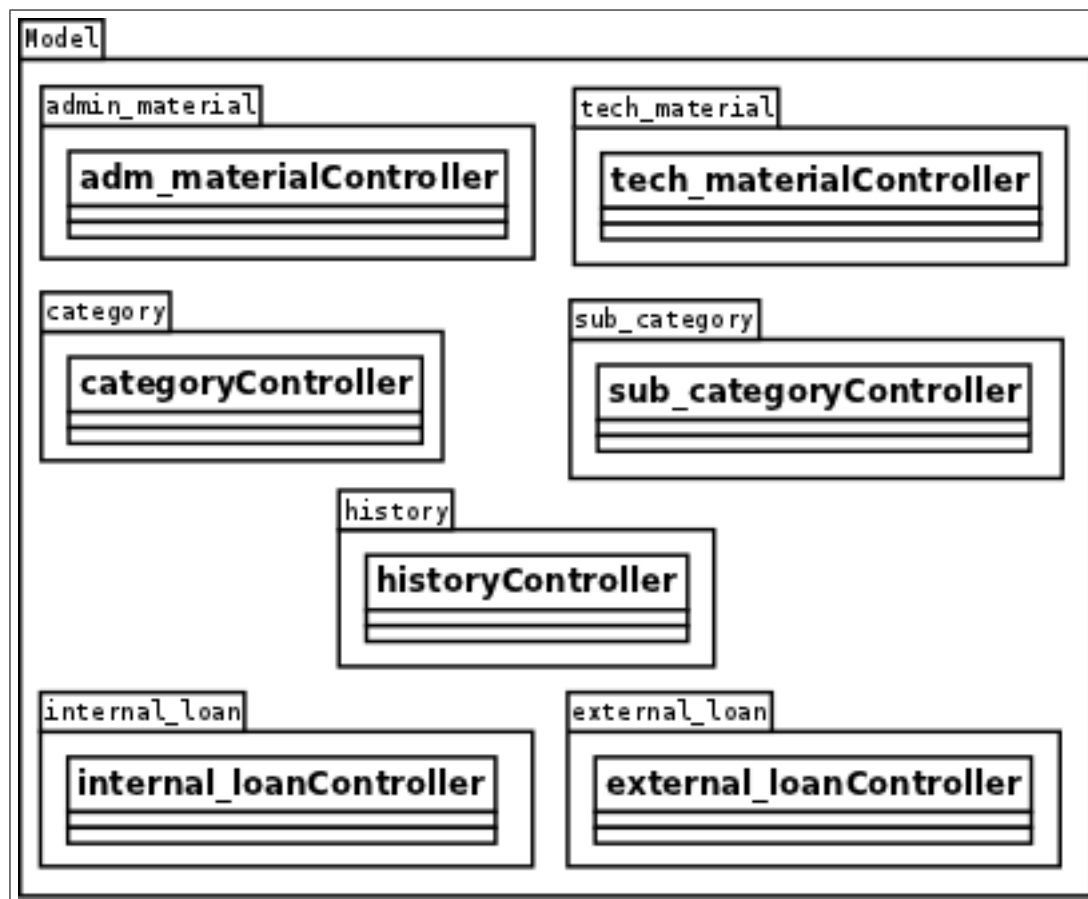 Model
admin_material
adm_materialController
tech_material
tech_materialController
category
categoryController
sub_category
sub_categoryController
history
historyController
internal_loan
internal_loanController
external_loan
external_loanController